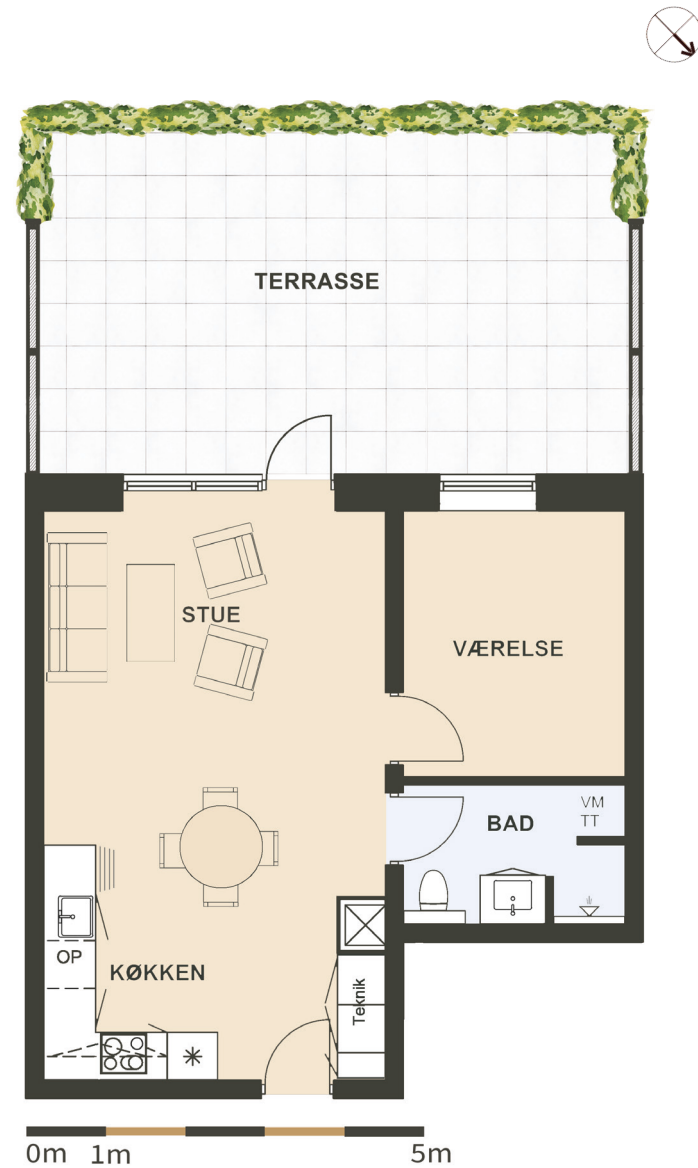 TERRASSE
STUE
VÆRELSE
VM
TT
BAD
OP
KØKKEN
Teknik
0m 1m 5m